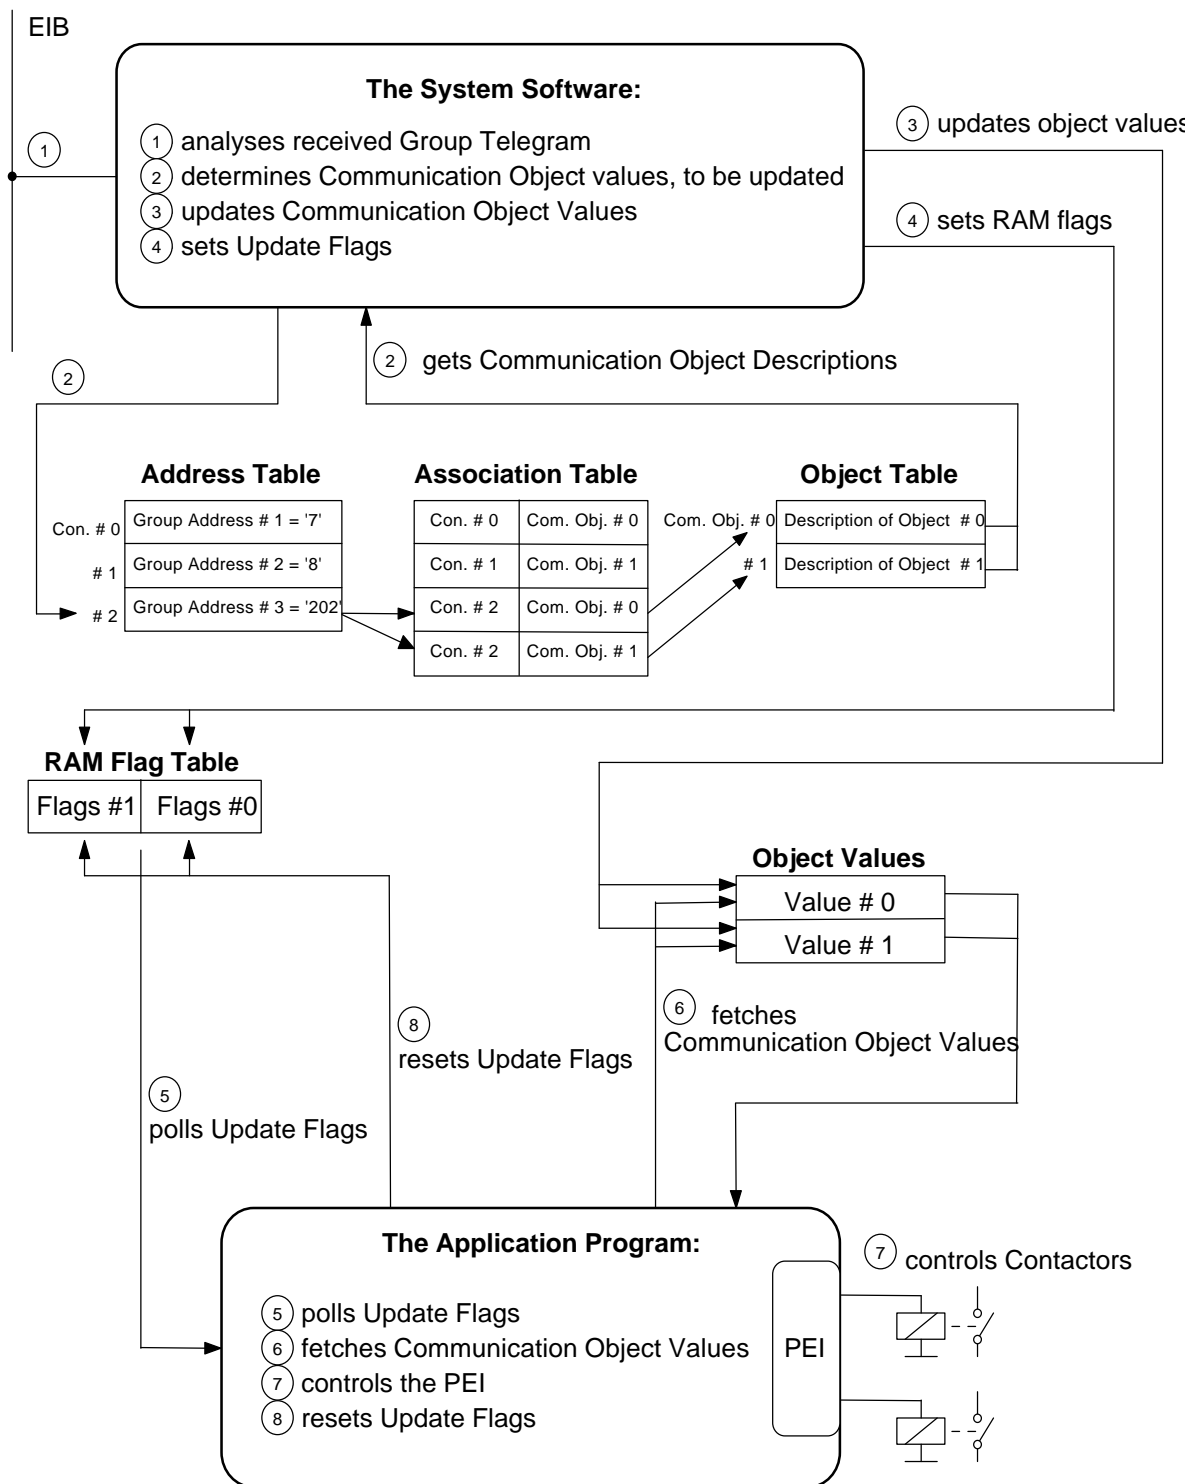 EIB
The System Software:
1 analyses received Group Telegram
2 determines Communication Object values, to be updated
3 updates Communication Object Values
4 sets Update Flags
1
3 updates object values
4 sets RAM flags
2 gets Communication Object Descriptions
2
Address Table
Con. # 0 Group Address # 1 = '7'
# 1 Group Address # 2 = '8'
# 2 Group Address # 3 = '202'
Association Table
Con. # 0 Com. Obj. # 0
Con. # 1 Com. Obj. # 1
Con. # 2 Com. Obj. # 0
Con. # 2 Com. Obj. # 1
Object Table
Com. Obj. # 0 Description of Object # 0
# 1 Description of Object # 1
RAM Flag Table
Flags #1 Flags #0
Object Values
Value # 0
Value # 1
6 fetches
Communication Object Values
8
resets Update Flags
5
polls Update Flags
The Application Program:
5 polls Update Flags
6 fetches Communication Object Values
7 controls the PEI
8 resets Update Flags
PEI
7 controls Contactors